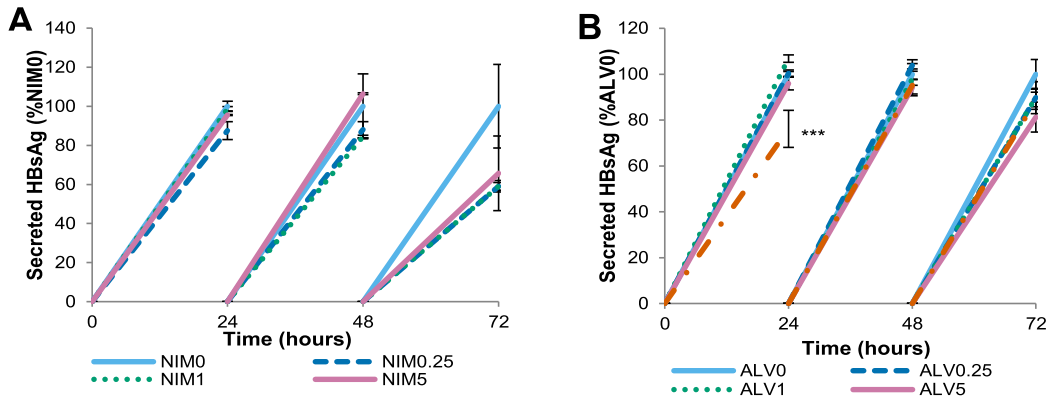 A
Secreted HBsAg (%NIM0)
140
120
100
80
60
40
20
0
0 24 48 72
Time (hours)
NIM0 NIM0.25
NIM1 NIM5
B
Secreted HBsAg (%ALV0)
120
100
80
60
40
20
0
***
0 24 48 72
Time (hours)
ALV0 ALV0.25
ALV1 ALV5